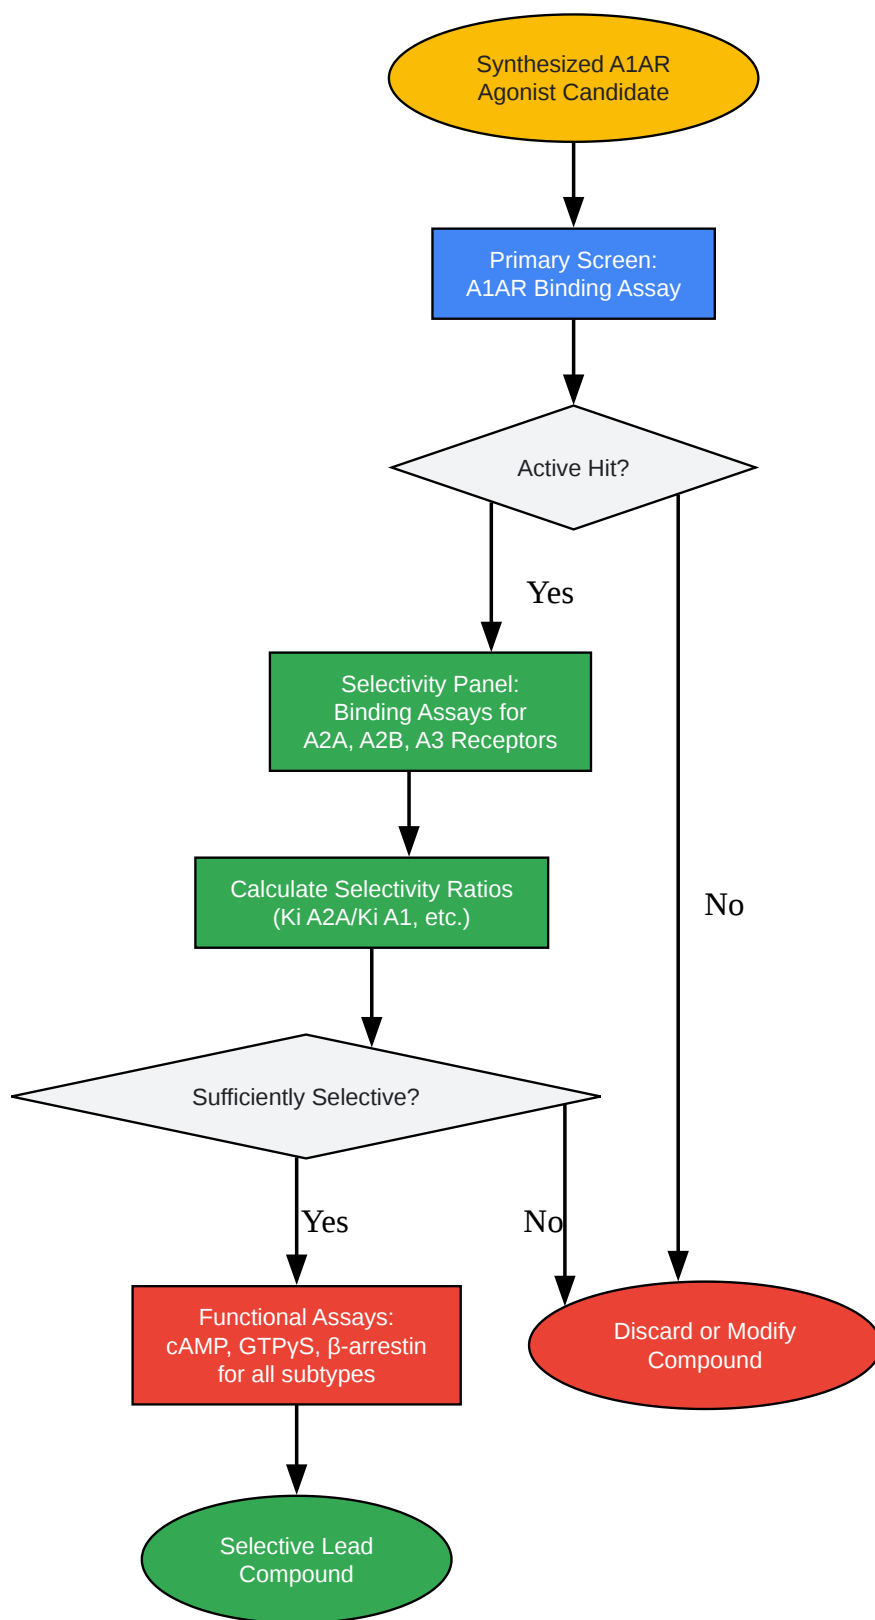 Synthesized A1AR
Agonist Candidate
Primary Screen:
A1AR Binding Assay
Active Hit?
Yes
Selectivity Panel:
Binding Assays for
A2A, A2B, A3 Receptors
Calculate Selectivity Ratios
(Ki A2A/Ki A1, etc.)
No
Sufficiently Selective?
Yes
No
Functional Assays:
cAMP, GTPγS, β-arrestin
for all subtypes
Discard or Modify
Compound
Selective Lead
Compound